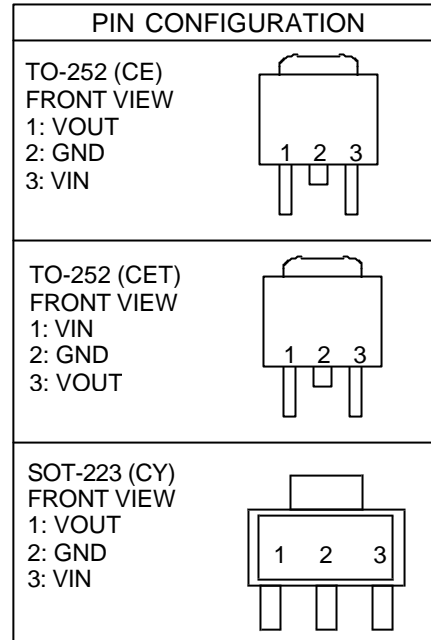 PIN CONFIGURATION
TO-252 (CE)
FRONT VIEW
1: VOUT
2: GND
3: VIN
1 2 3
TO-252 (CET)
FRONT VIEW
1: VIN
2: GND
3: VOUT
1 2 3
SOT-223 (CY)
FRONT VIEW
1: VOUT
2: GND
3: VIN
1 2 3